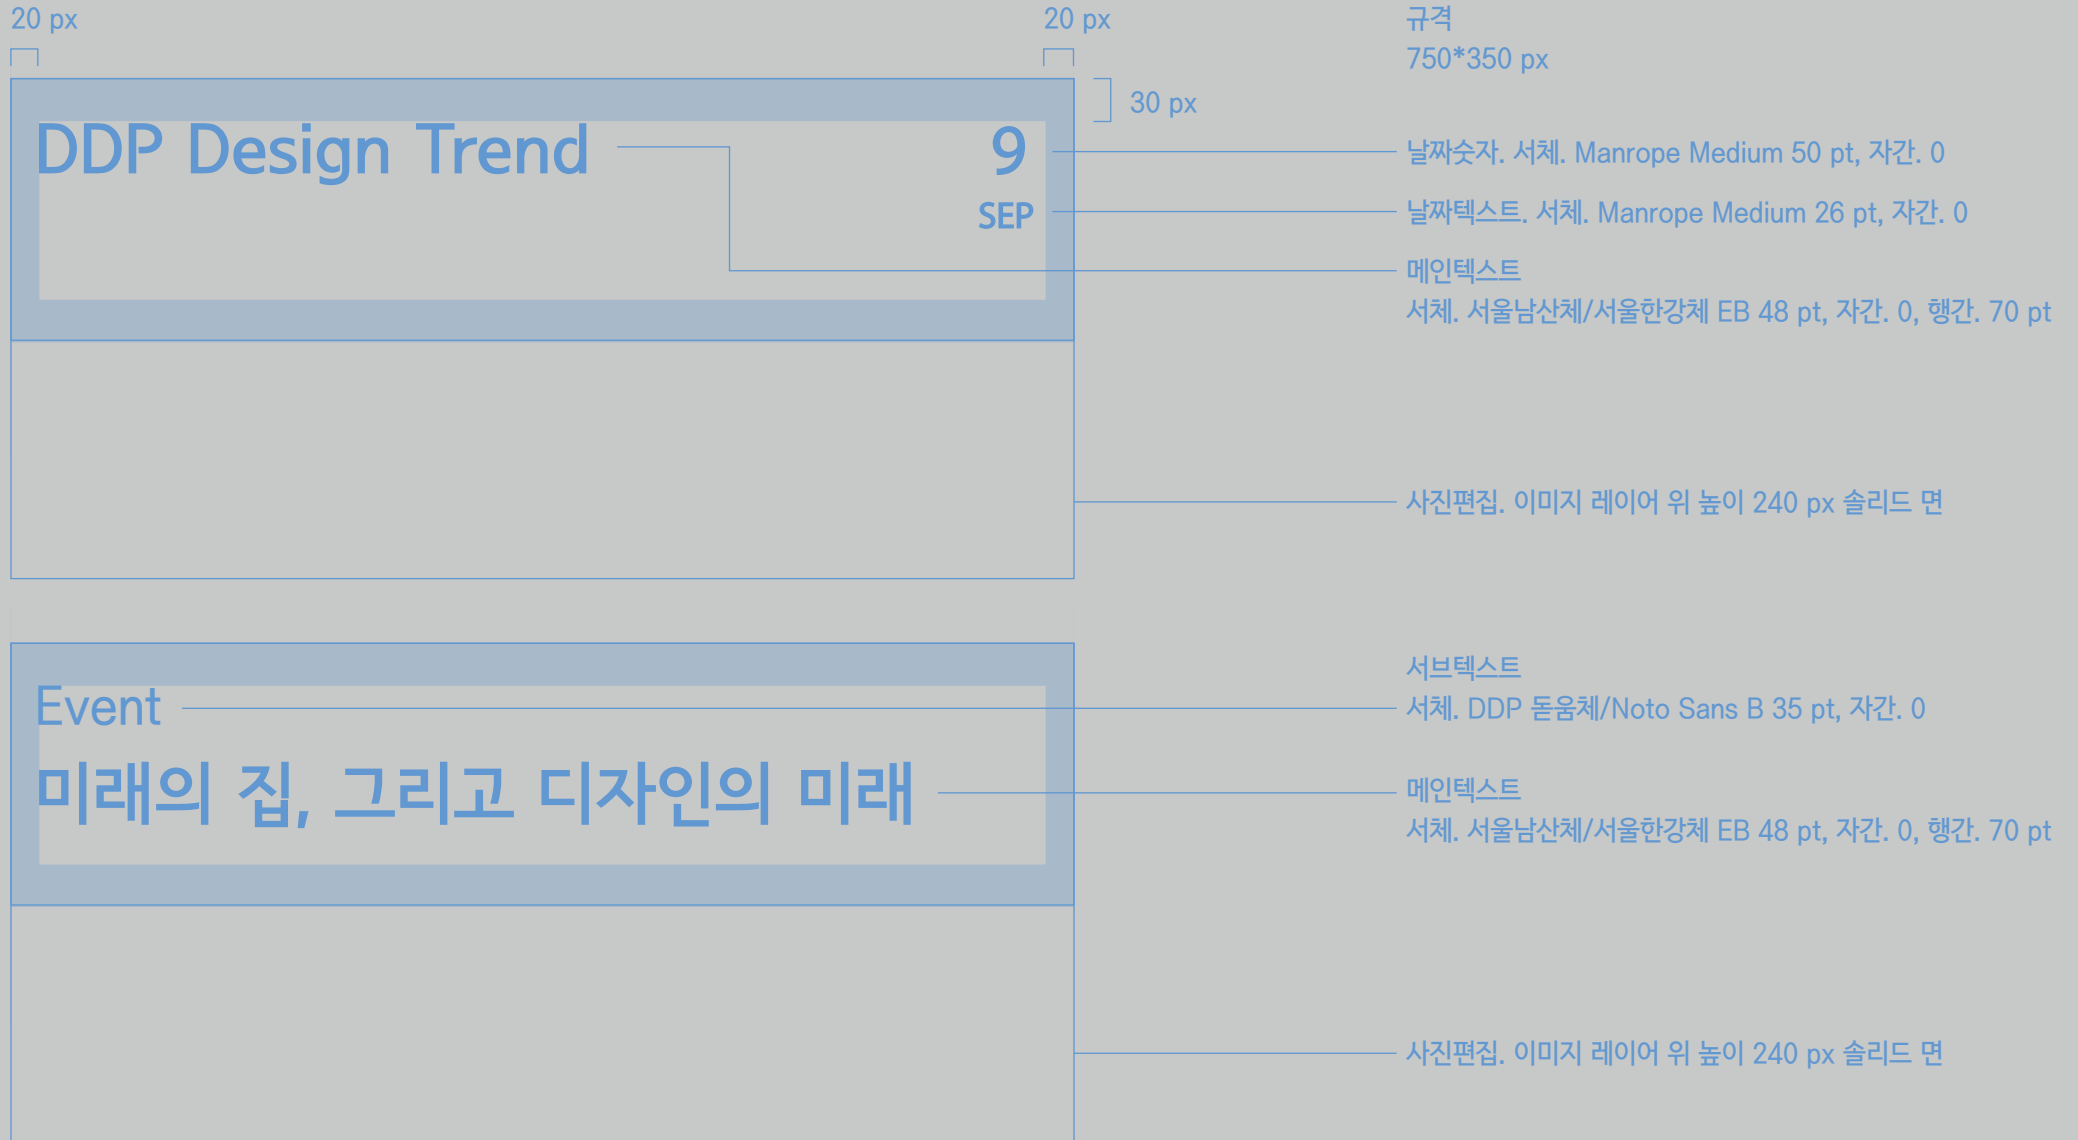 20 px
20 px
규격
750*350 px
30 px
DDP Design Trend
9
날짜숫자. 서체. Manrope Medium 50 pt, 자간. 0
SEP
날짜텍스트. 서체. Manrope Medium 26 pt, 자간. 0
메인텍스트
서체. 서울남산체/서울한강체 EB 48 pt, 자간. 0, 행간. 70 pt
사진편집. 이미지 레이어 위 높이 240 px 솔리드 면
서브텍스트
Event
서체. DDP 돋움체/Noto Sans B 35 pt, 자간. 0
미래의 집, 그리고 디자인의 미래
메인텍스트
서체. 서울남산체/서울한강체 EB 48 pt, 자간. 0, 행간. 70 pt
사진편집. 이미지 레이어 위 높이 240 px 솔리드 면